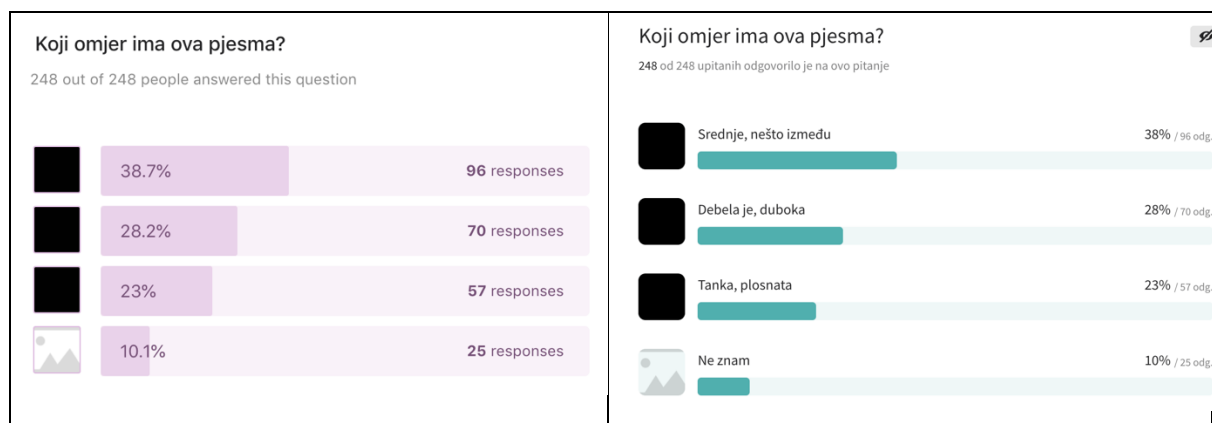 Koji omjer ima ova pjesma?
248 out of 248 people answered this question
38.7% 96 responses
28.2% 70 responses
23% 57 responses
10.1% 25 responses
Koji omjer ima ova pjesma?
248 od 248 upitanih odgovorilo je na ovo pitanje
Srednje, nešto između 38% / 96 odg.
Debela je, duboka 28% / 70 odg.
Tanka, plosnata 23% / 57 odg.
Ne znam 10% / 25 odg.